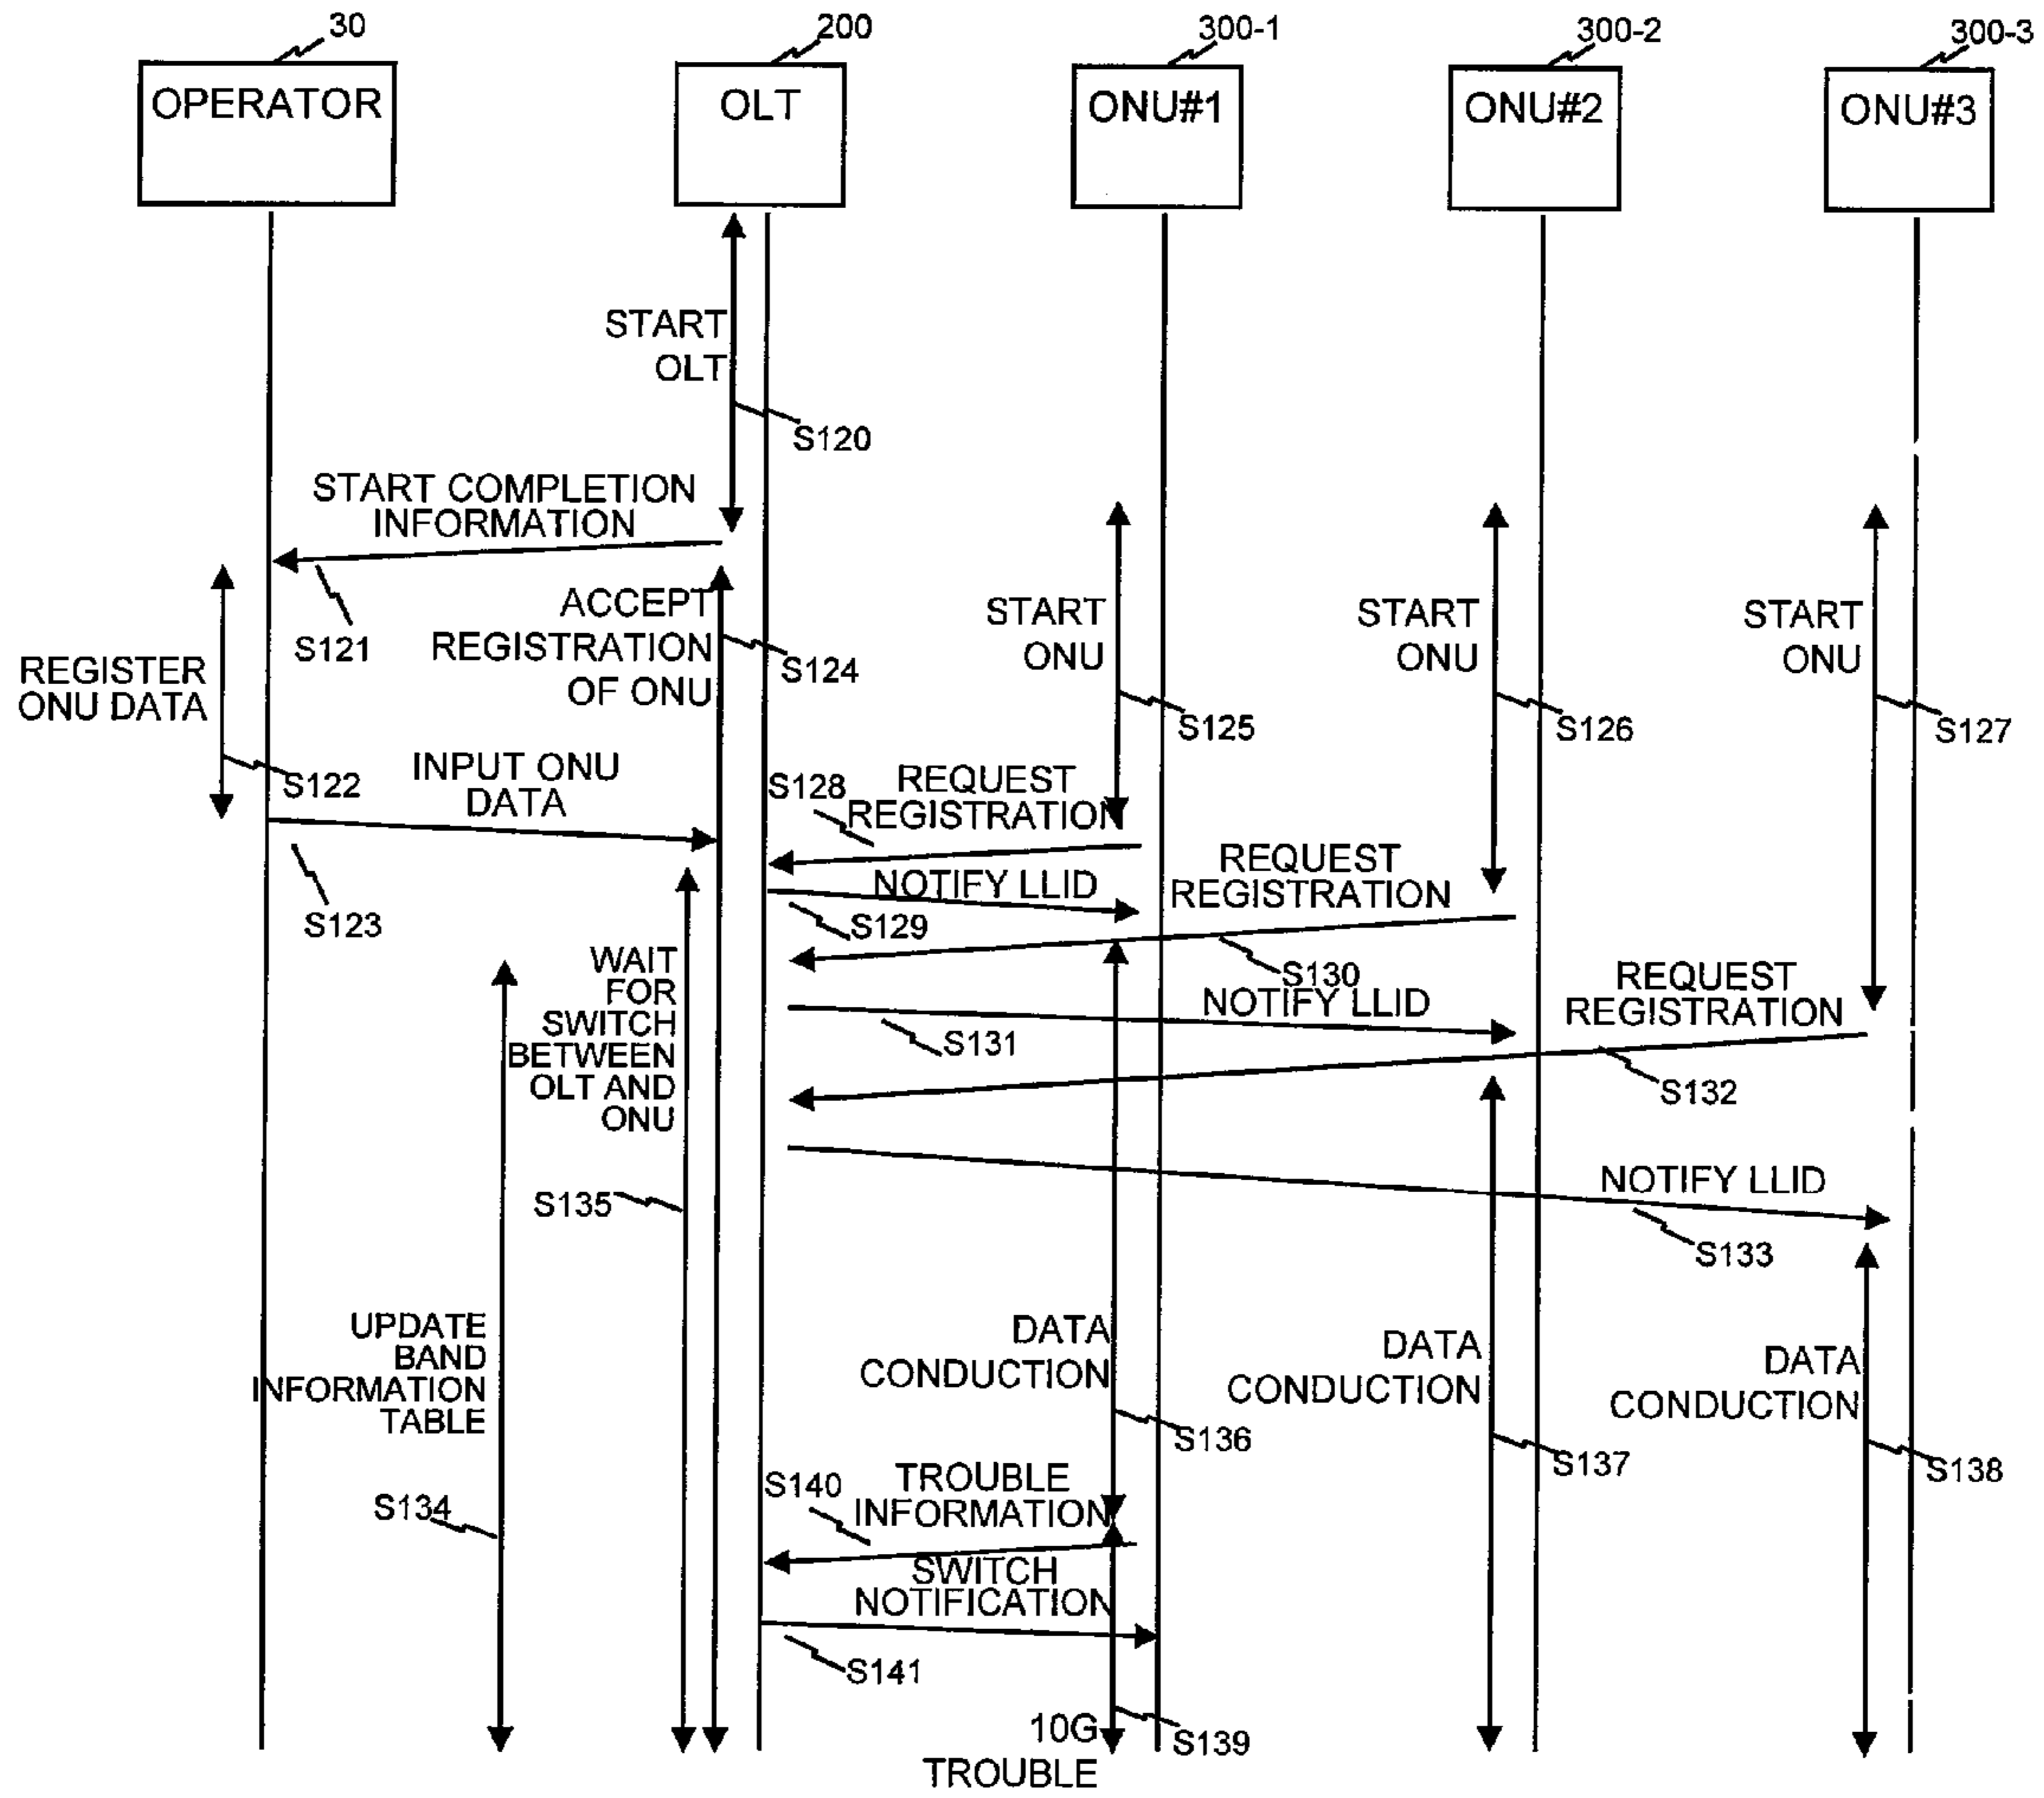 30
200
300-1
300-2
300-3
OPERATOR
OLT
ONU#1
ONU#2
ONU#3
START
OLT
S120
START COMPLETION
INFORMATION
S121
REGISTER
ONU DATA
S122
ACCEPT
REGISTRATION
OF ONU
S124
START
ONU
S125
START
ONU
S126
START
ONU
S127
INPUT ONU
DATA
S123
S128
REQUEST
REGISTRATION
NOTIFY LLID
S129
REQUEST
REGISTRATION
S130
NOTIFY LLID
S131
REQUEST
REGISTRATION
S132
NOTIFY LLID
S133
WAIT
FOR
SWITCH
BETWEEN
OLT AND
ONU
S135
UPDATE
BAND
INFORMATION
TABLE
S134
DATA
CONDUCTION
S136
DATA
CONDUCTION
S137
DATA
CONDUCTION
S138
S140
TROUBLE
INFORMATION
SWITCH
NOTIFICATION
S141
10G
TROUBLE
S139